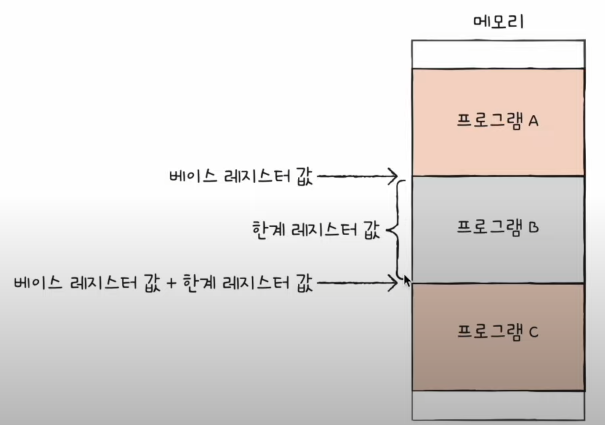 메모리
프로그램 A
베이스 레지스터 값
한계 레지스터 값
프로그램 B
베이스 레지스터 값 + 한계 레지스터 값
프로그램 C